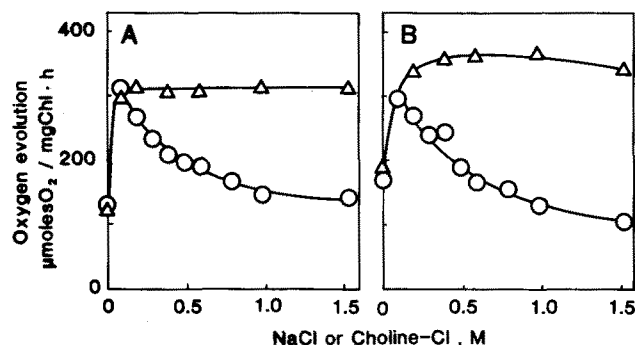 A
B
400
200
0
Oxygen evolution
μmolesO₂ / mgChl · h
0 0.5 1.0 1.5
0 0.5 1.0 1.5
NaCl or Choline-Cl , M